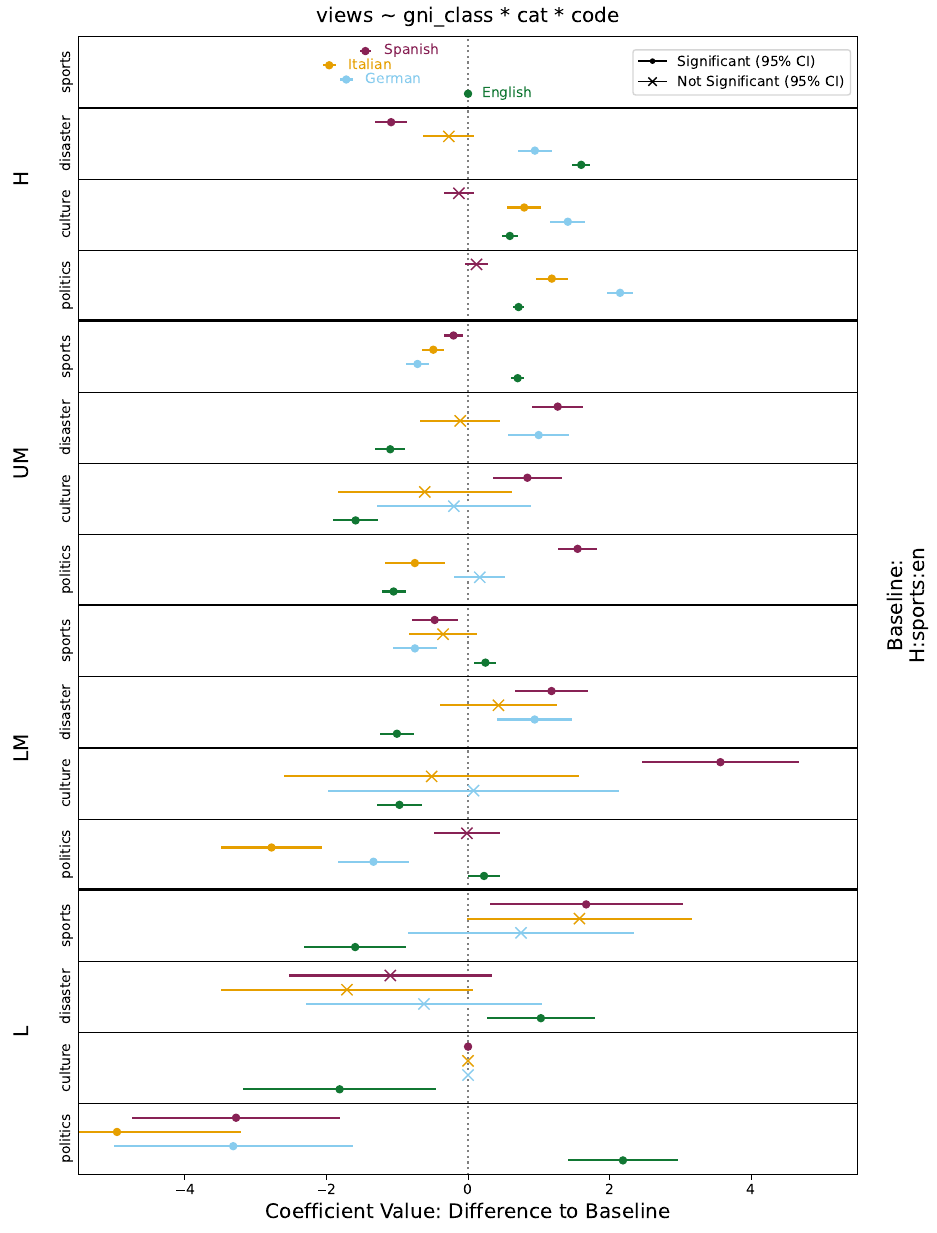 views ~ gni_class * cat * code
Spanish
Italian
German
English
Significant (95% CI)
Not Significant (95% CI)
H
sports
disaster
culture
politics
UM
sports
disaster
culture
politics
LM
sports
disaster
culture
politics
L
sports
disaster
culture
politics
Baseline:
H:sports:en
−4 −2 0 2 4
Coefficient Value: Difference to Baseline